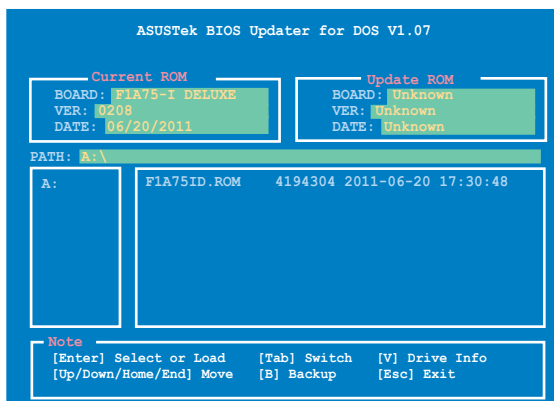 ASUSTek BIOS Updater for DOS V1.07
Current ROM
BOARD: F1A75-I DELUXE
VER: 0208
DATE: 06/20/2011
Update ROM
BOARD: Unknown
VER: Unknown
DATE: Unknown
PATH: A:\
A:
F1A75ID.ROM 4194304 2011-06-20 17:30:48
Note
[Enter] Select or Load [Tab] Switch [V] Drive Info
[Up/Down/Home/End] Move [B] Backup [Esc] Exit